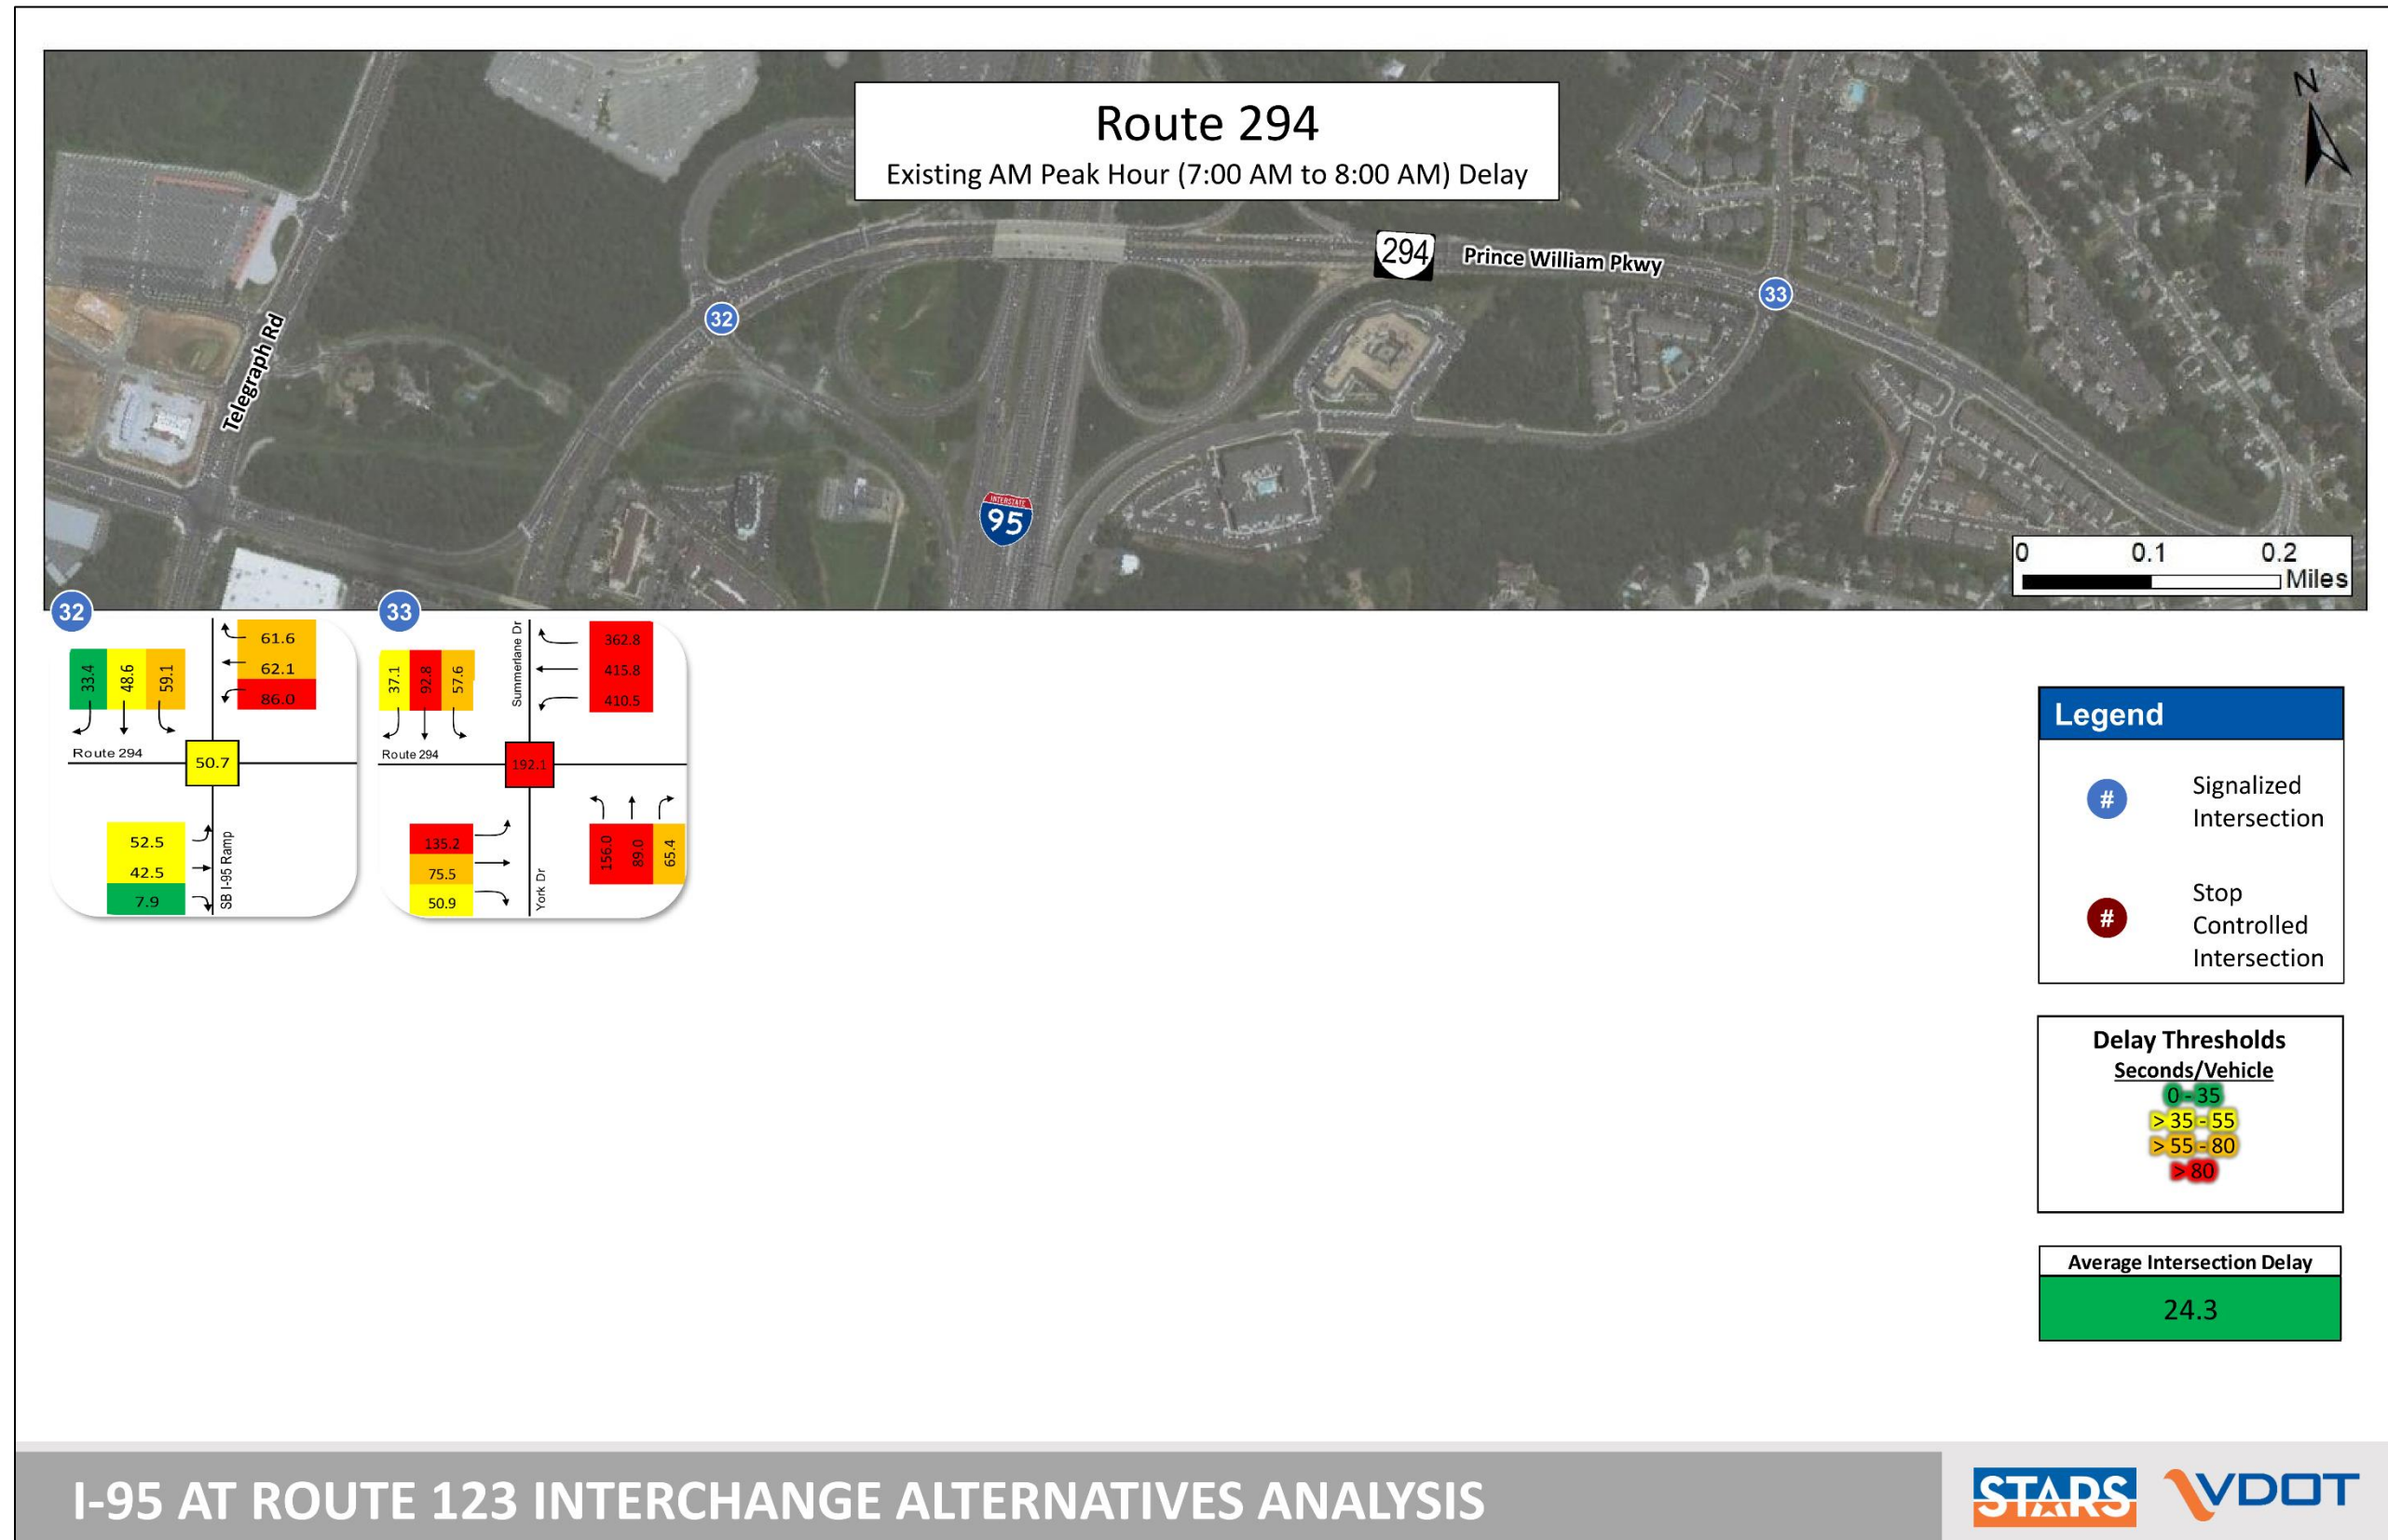 Route 294
Existing AM Peak Hour (7:00 AM to 8:00 AM) Delay
N
294
Prince William Pkwy
33
32
Telegraph Rd
INTERSTATE
95
0 0.1 0.2
Miles
32
33.4 48.6 59.1
61.6
62.1
86.0
Route 294
50.7
52.5
42.5
7.9
SB I-95 Ramp
33
37.1 92.8 57.6
Summerlane Dr
362.8
415.8
410.5
Route 294
192.1
135.2
75.5
50.9
York Dr
156.0 89.0 65.4
Legend
# Signalized
Intersection
# Stop
Controlled
Intersection
Delay Thresholds
Seconds/Vehicle
0 - 35
> 35 - 55
> 55 - 80
> 80
Average Intersection Delay
24.3
I-95 AT ROUTE 123 INTERCHANGE ALTERNATIVES ANALYSIS
STARS
VDOT